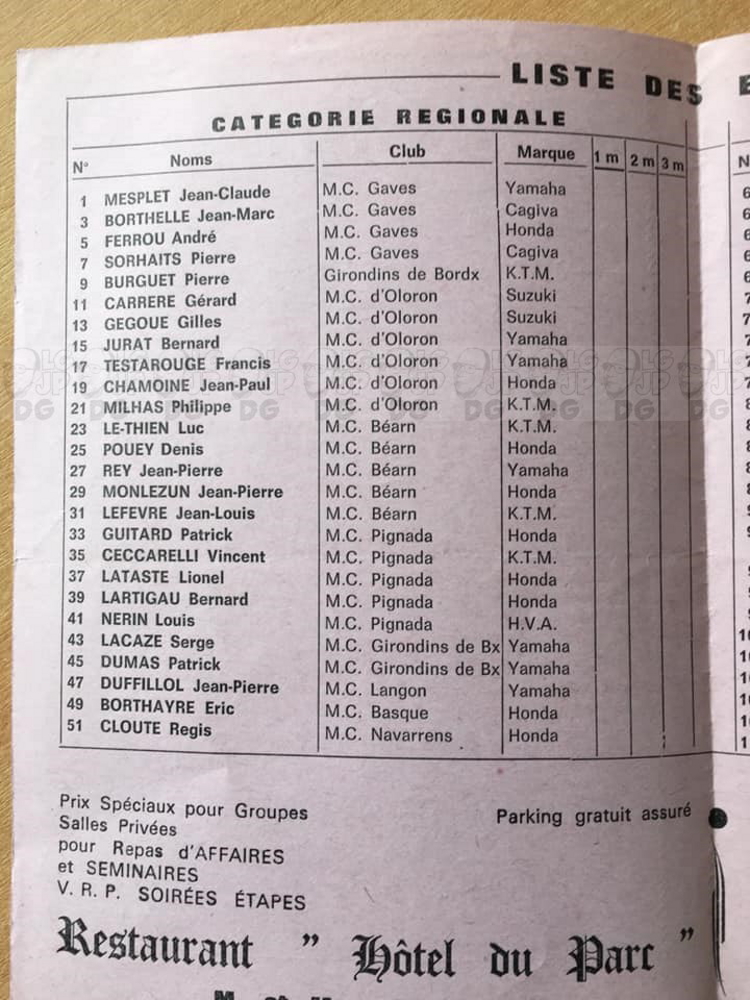 LISTE DES
CATEGORIE REGIONALE
N° Noms Club Marque 1 m 2 m 3 m
1 MESPLET Jean-Claude M.C. Gaves Yamaha
3 BORTHELLE Jean-Marc M.C. Gaves Cagiva
5 FERROU André M.C. Gaves Honda
7 SORHAITS Pierre M.C. Gaves Cagiva
9 BURGUET Pierre Girondins de Bordx K.T.M.
11 CARRERE Gérard M.C. d'Oloron Suzuki
13 GEGOUE Gilles M.C. d'Oloron Suzuki
15 JURAT Bernard M.C. d'Oloron Yamaha
17 TESTAROUGE Francis M.C. d'Oloron Yamaha
19 CHAMOINE Jean-Paul M.C. d'Oloron Honda
21 MILHAS Philippe M.C. d'Oloron K.T.M.
23 LE-THIEN Luc M.C. Béarn K.T.M.
25 POUEY Denis M.C. Béarn Honda
27 REY Jean-Pierre M.C. Béarn Yamaha
29 MONLEZUN Jean-Pierre M.C. Béarn Honda
31 LEFEVRE Jean-Louis M.C. Béarn K.T.M.
33 GUITARD Patrick M.C. Pignada Honda
35 CECCARELLI Vincent M.C. Pignada K.T.M.
37 LATASTE Lionel M.C. Pignada Honda
39 LARTIGAU Bernard M.C. Pignada Honda
41 NERIN Louis M.C. Pignada H.V.A.
43 LACAZE Serge M.C. Girondins de Bx Yamaha
45 DUMAS Patrick M.C. Girondins de Bx Yamaha
47 DUFFILLOL Jean-Pierre M.C. Langon Yamaha
49 BORTHAYRE Eric M.C. Basque Honda
51 CLOUTE Regis M.C. Navarrens Honda
Prix Spéciaux pour Groupes Parking gratuit assuré
Salles Privées
pour Repas d'AFFAIRES
et SEMINAIRES
V. R. P. SOIRÉES ÉTAPES
Restaurant " Hôtel du Parc "